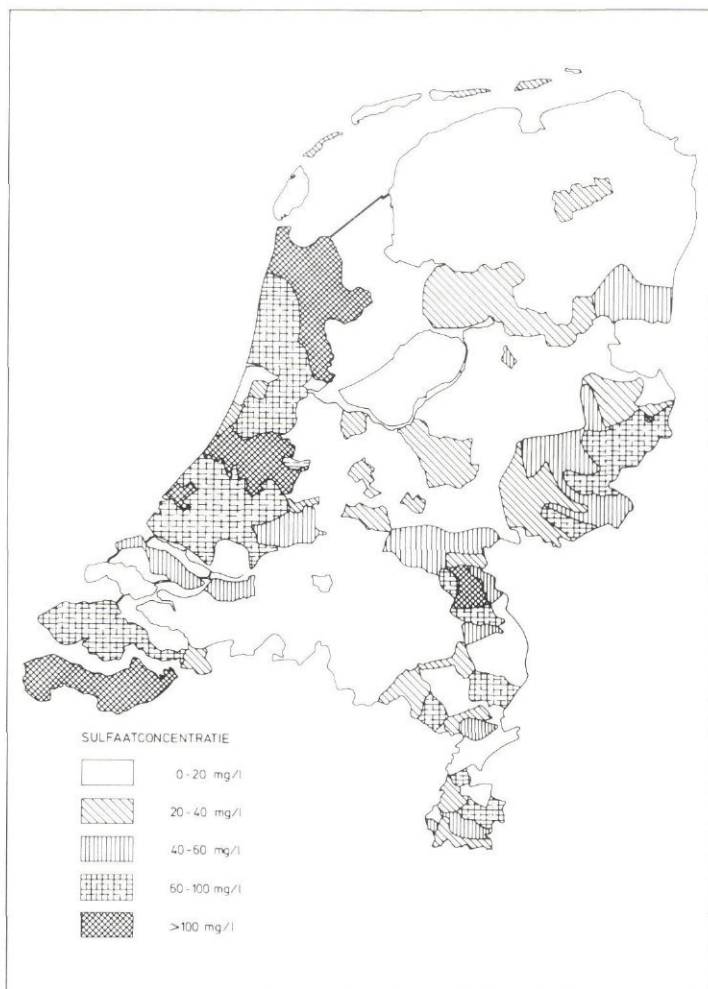 SULFAATCONCENTRATIE
0-20 mg/l
20-40 mg/l
40-60 mg/l
60-100 mg/l
>100 mg/l